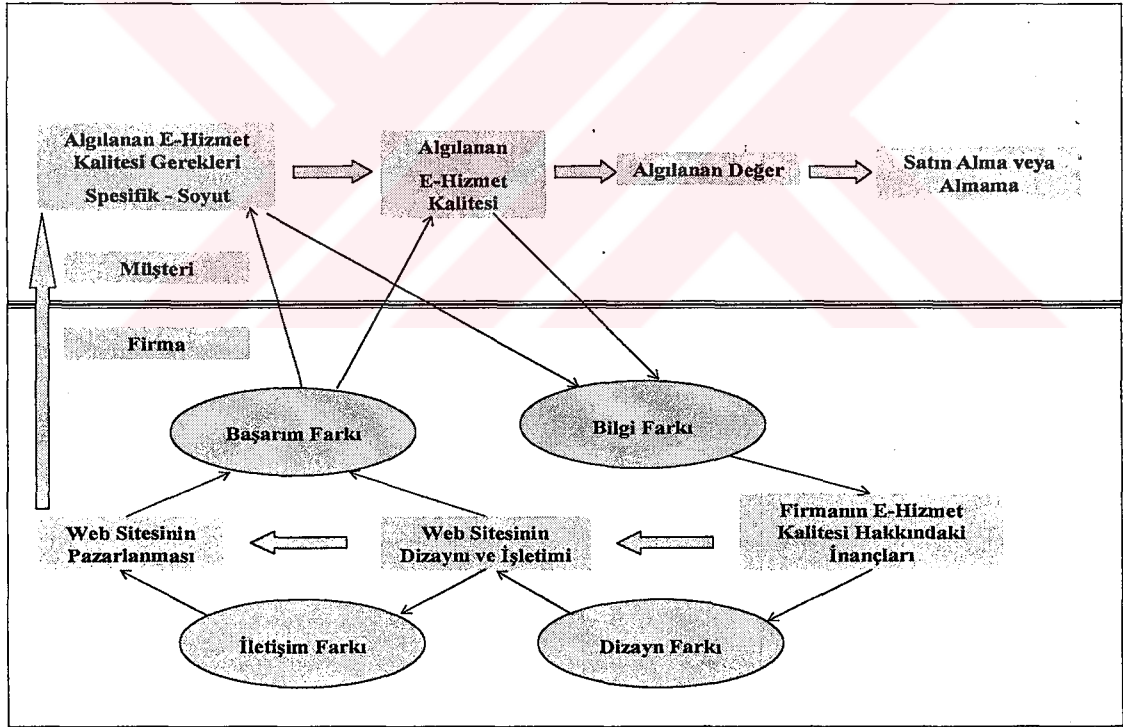 Algılanan E-Hizmet
Kalitesi Gerekleri
Spesifik - Soyut
Algılanan
E-Hizmet
Kalitesi
Algılanan Değer
Satın Alma veya
Almama
Müşteri
Firma
Başarım Farkı
Bilgi Farkı
Web Sitesinin
Pazarlanması
Web Sitesinin
Dizaynı ve İşletimi
Firmanın E-Hizmet
Kalitesi Hakkındaki
İnançları
İletişim Farkı
Dizayn Farkı